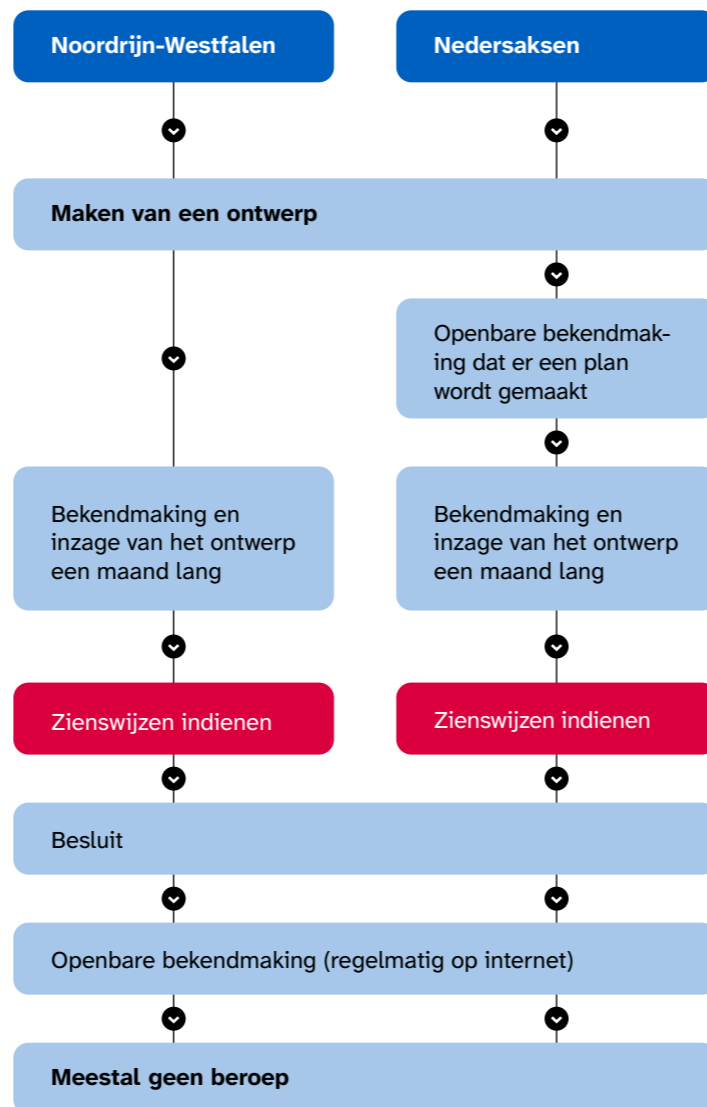 Noordrijn-Westfalen
Nedersaksen
Maken van een ontwerp
Openbare bekendmak-
ing dat er een plan
wordt gemaakt
Bekendmaking en
inzage van het ontwerp
een maand lang
Bekendmaking en
inzage van het ontwerp
een maand lang
Zienswijzen indienen
Zienswijzen indienen
Besluit
Openbare bekendmaking (regelmatig op internet)
Meestal geen beroep